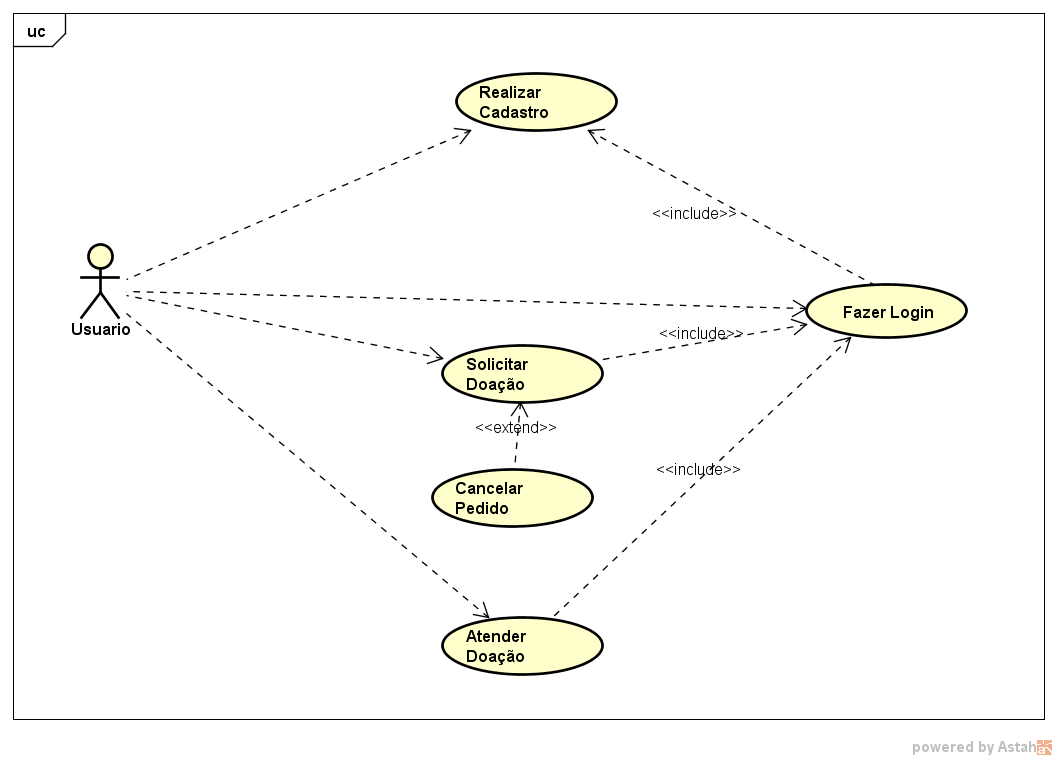 uc
Realizar
Cadastro
<<include>>
Usuario
Fazer Login
<<include>>
Solicitar
Doação
<<extend>>
<<include>>
Cancelar
Pedido
Atender
Doação
powered by Astah